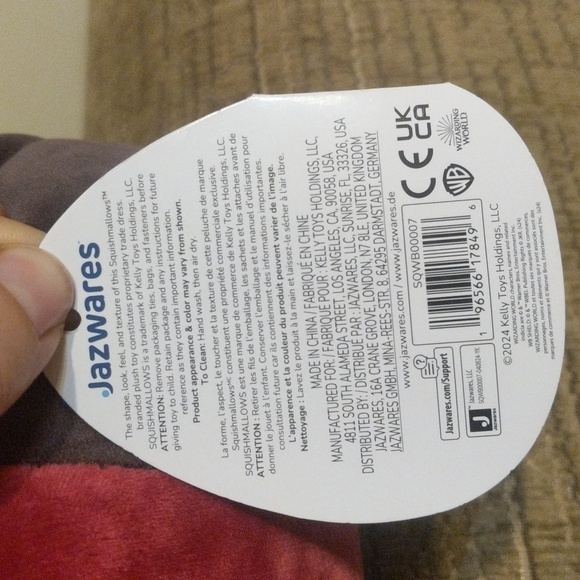 Jazwares™
The shape, look, feel, and texture of this Squishmallows™
branded plush toy constitutes proprietary trade dress.
SQUISHMALLOWS is a trademark of Kelly Toys Holdings, LLC.
ATTENTION: Remove packaging ties, bags, and fasteners before
giving toy to child. Retain package and any instructions for future
reference as they contain important information.
Product appearance & color may vary from shown.
To Clean: Hand wash, then air dry.
La forme, l'aspect, le toucher et la texture de cette peluche de marque
Squishmallows constituent une propriété commerciale exclusive.
SQUISHMALLOWS est une marque de commerce de Kelly Toys Holdings, LLC.
ATTENTION : Retirer les fils de l'emballage, les sachets et les attaches avant de
donner le jouet à l'enfant. Conserver l'emballage et le manuel d'utilisation pour
consultation future car ils contiennent des informations importantes.
L'apparence et la couleur du produit peuvent varier de l'image.
Nettoyage : Lavez le produit à la main et laissez-le sécher à l'air libre.
MADE IN CHINA / FABRIQUÉ EN CHINE
MANUFACTURED FOR: / FABRIQUÉ POUR : KELLY TOYS HOLDINGS, LLC,
4811 SOUTH ALAMEDA STREET, LOS ANGELES, CA, 90058, USA
DISTRIBUTED BY: / DISTRIBUÉ PAR : JAZWARES, LLC, SUNRISE, FL, 33326, USA
JAZWARES, 16A CRANE GROVE, LONDON, N7 8LE, UNITED KINGDOM
JAZWARES GMBH, MINA-REES-STR. 8, 64295 DARMSTADT, GERMANY
www.jazwares.com / www.jazwares.de
CE
UK
CA
WB
WIZARDING
WORLD
SQWB00007
1 96566 17849 6
Jazwares.com/Support
J
JAZWARES
Jazwares, LLC
©2024 Kelly Toys Holdings, LLC